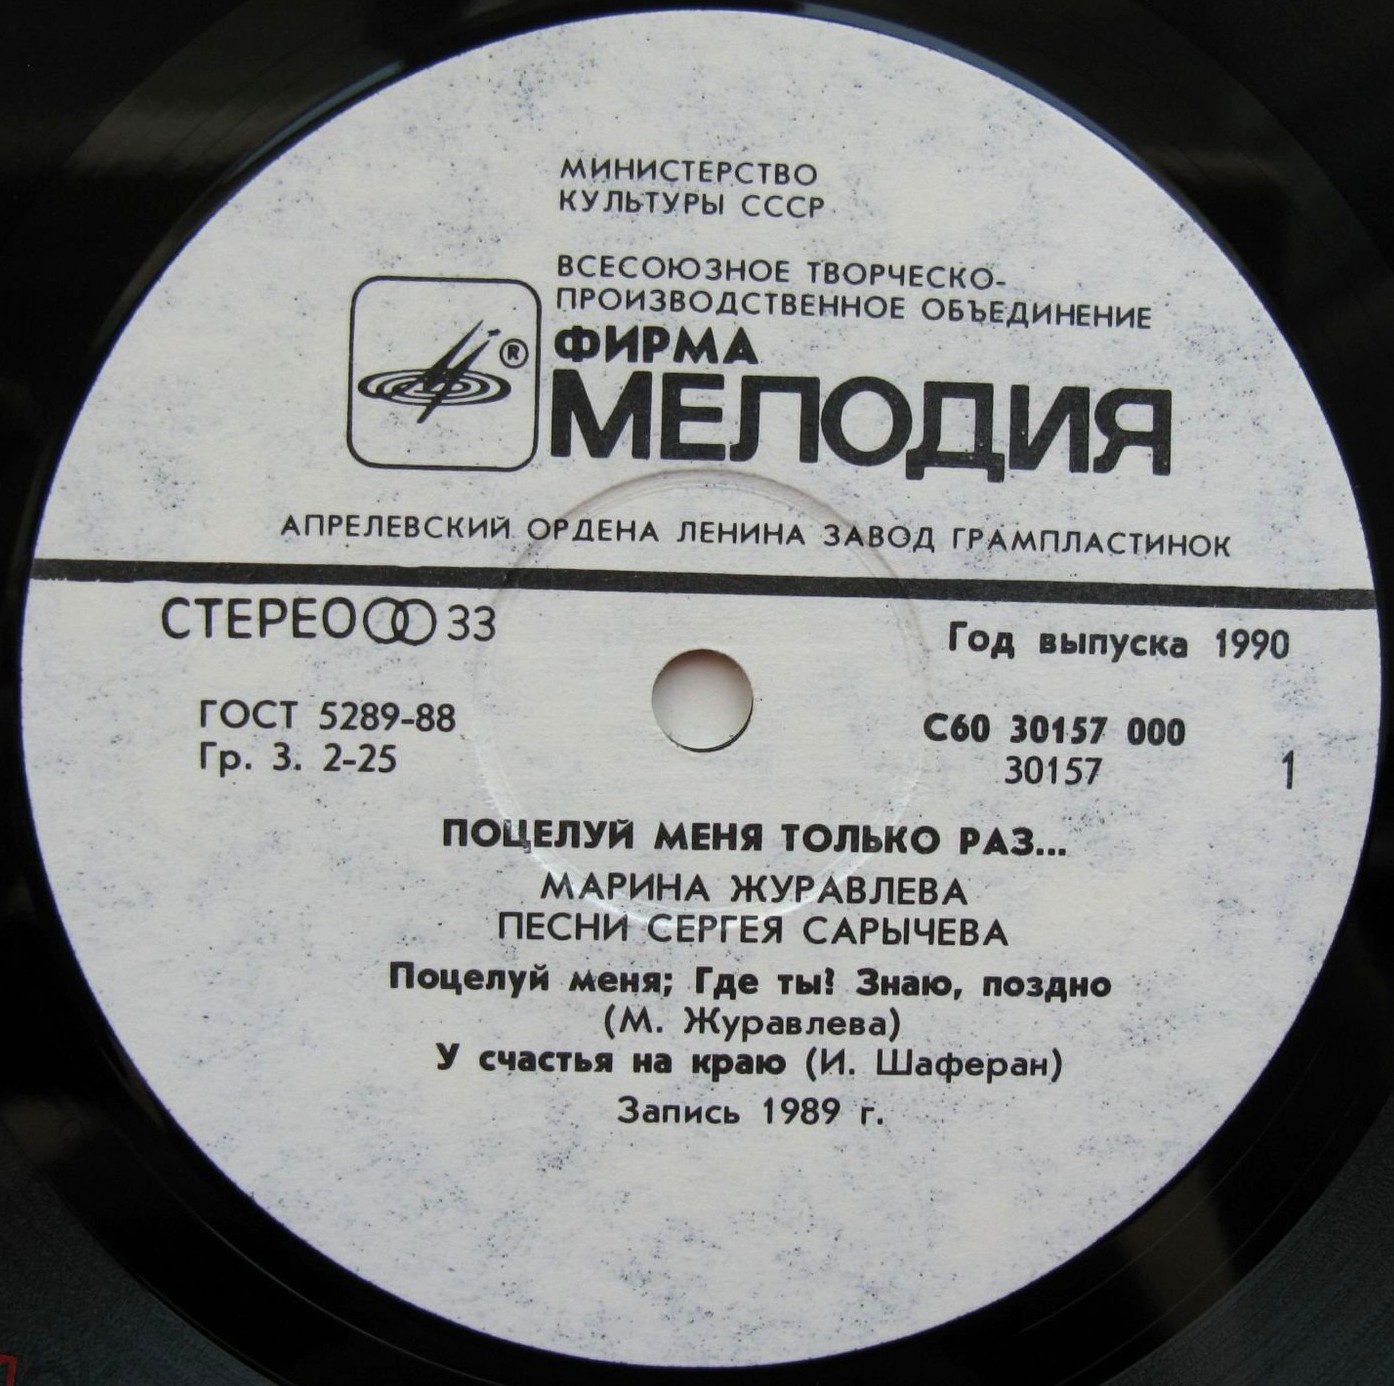 МИНИСТЕРСТВО
КУЛЬТУРЫ СССР
ВСЕСОЮЗНОЕ ТВОРЧЕСКО-
ПРОИЗВОДСТВЕННОЕ ОБЪЕДИНЕНИЕ
ФИРМА
®
МЕЛОДИЯ
АПРЕЛЕВСКИЙ ОРДЕНА ЛЕНИНА ЗАВОД ГРАМПЛАСТИНОК
СТЕРЕО 33
Год выпуска 1990
ГОСТ 5289-88
С60 30157 000
Гр. 3. 2-25
30157
1
ПОЦЕЛУЙ МЕНЯ ТОЛЬКО РАЗ...
МАРИНА ЖУРАВЛЕВА
ПЕСНИ СЕРГЕЯ САРЫЧЕВА
Поцелуй меня; Где ты? Знаю, поздно
(М. Журавлева)
У счастья на краю (И. Шаферан)
Запись 1989 г.